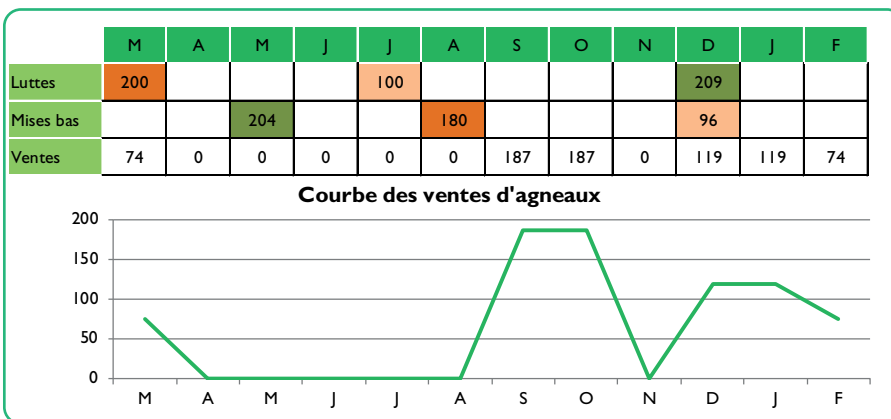 M A M J J A S O N D J F
Luttes 200 100 209
Mises bas 204 180 96
Ventes 74 0 0 0 0 0 187 187 0 119 119 74
Courbe des ventes d'agneaux
200
150
100
50
0
M A M J J A S O N D J F